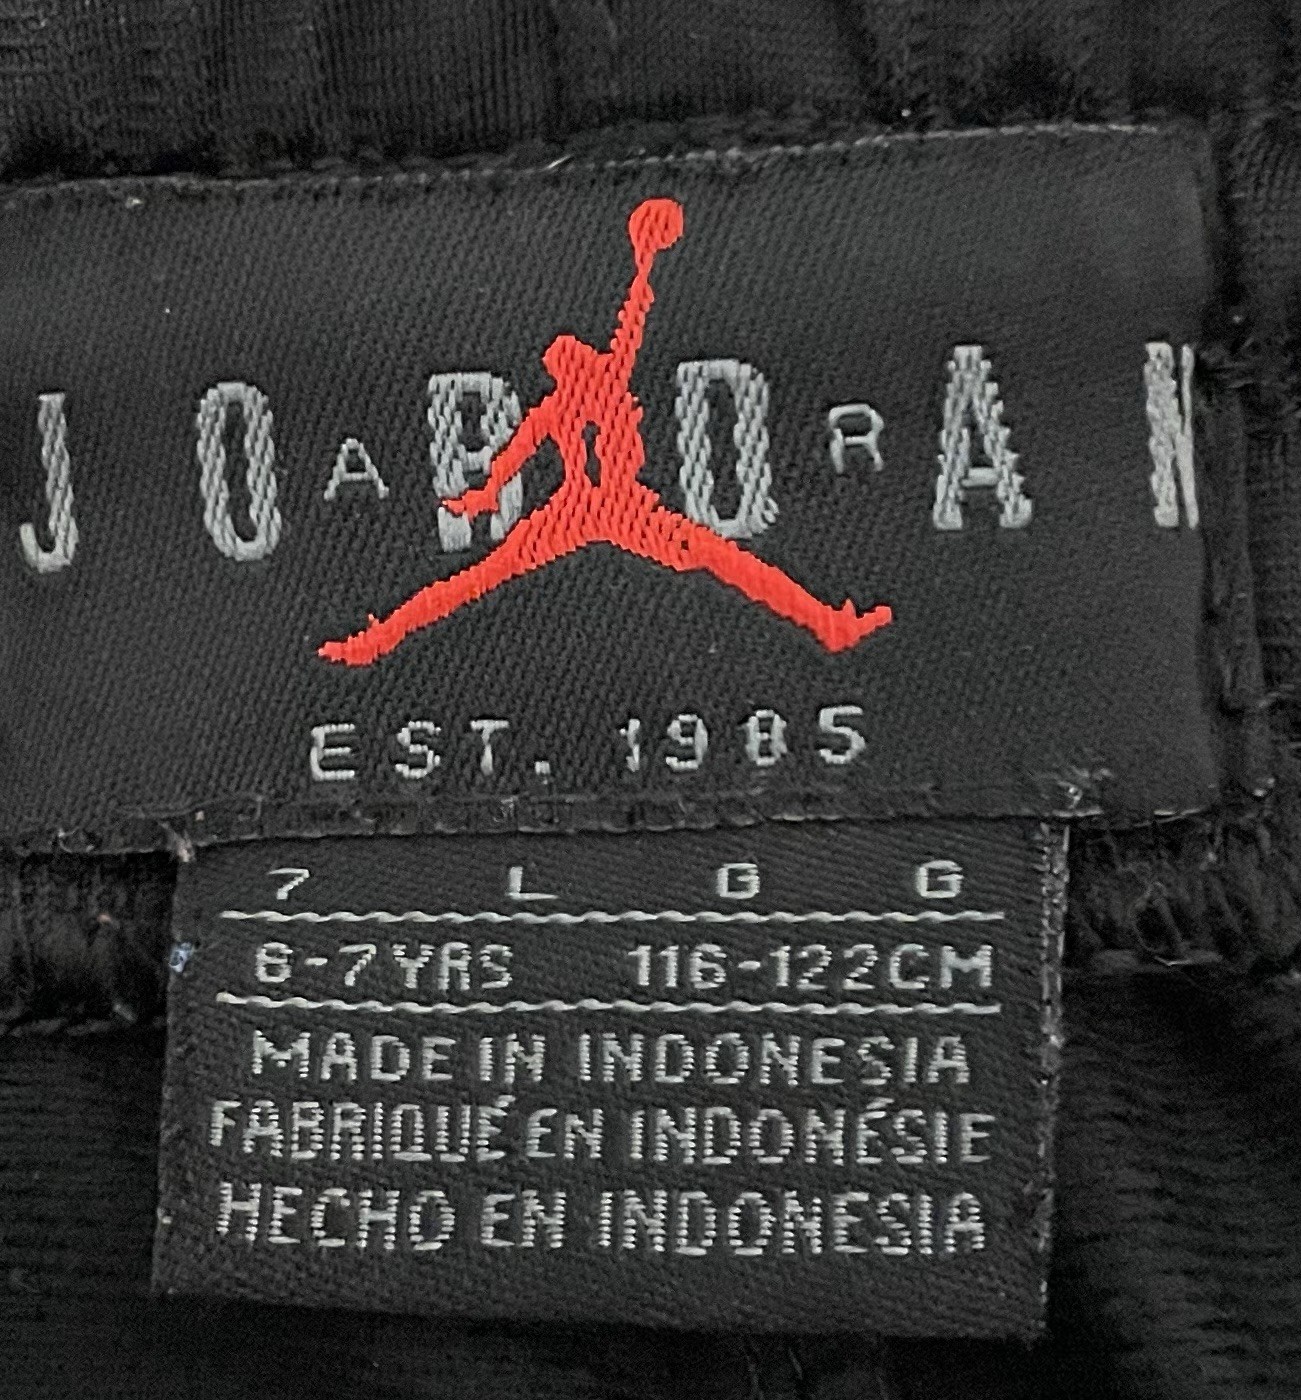 JORDAN
A R
EST. 1985
7 L G G
6-7YRS 116-122CM
MADE IN INDONESIA
FABRIQUÉ EN INDONÉSIE
HECHO EN INDONESIA